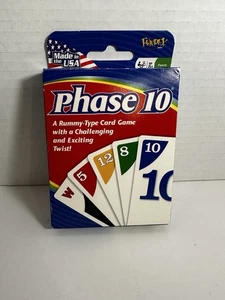 Made in
the
USA
FUNDEX
Phase 10
A Rummy-Type Card Game
with a Challenging
and Exciting
Twist!
W
5
12
8
10
10